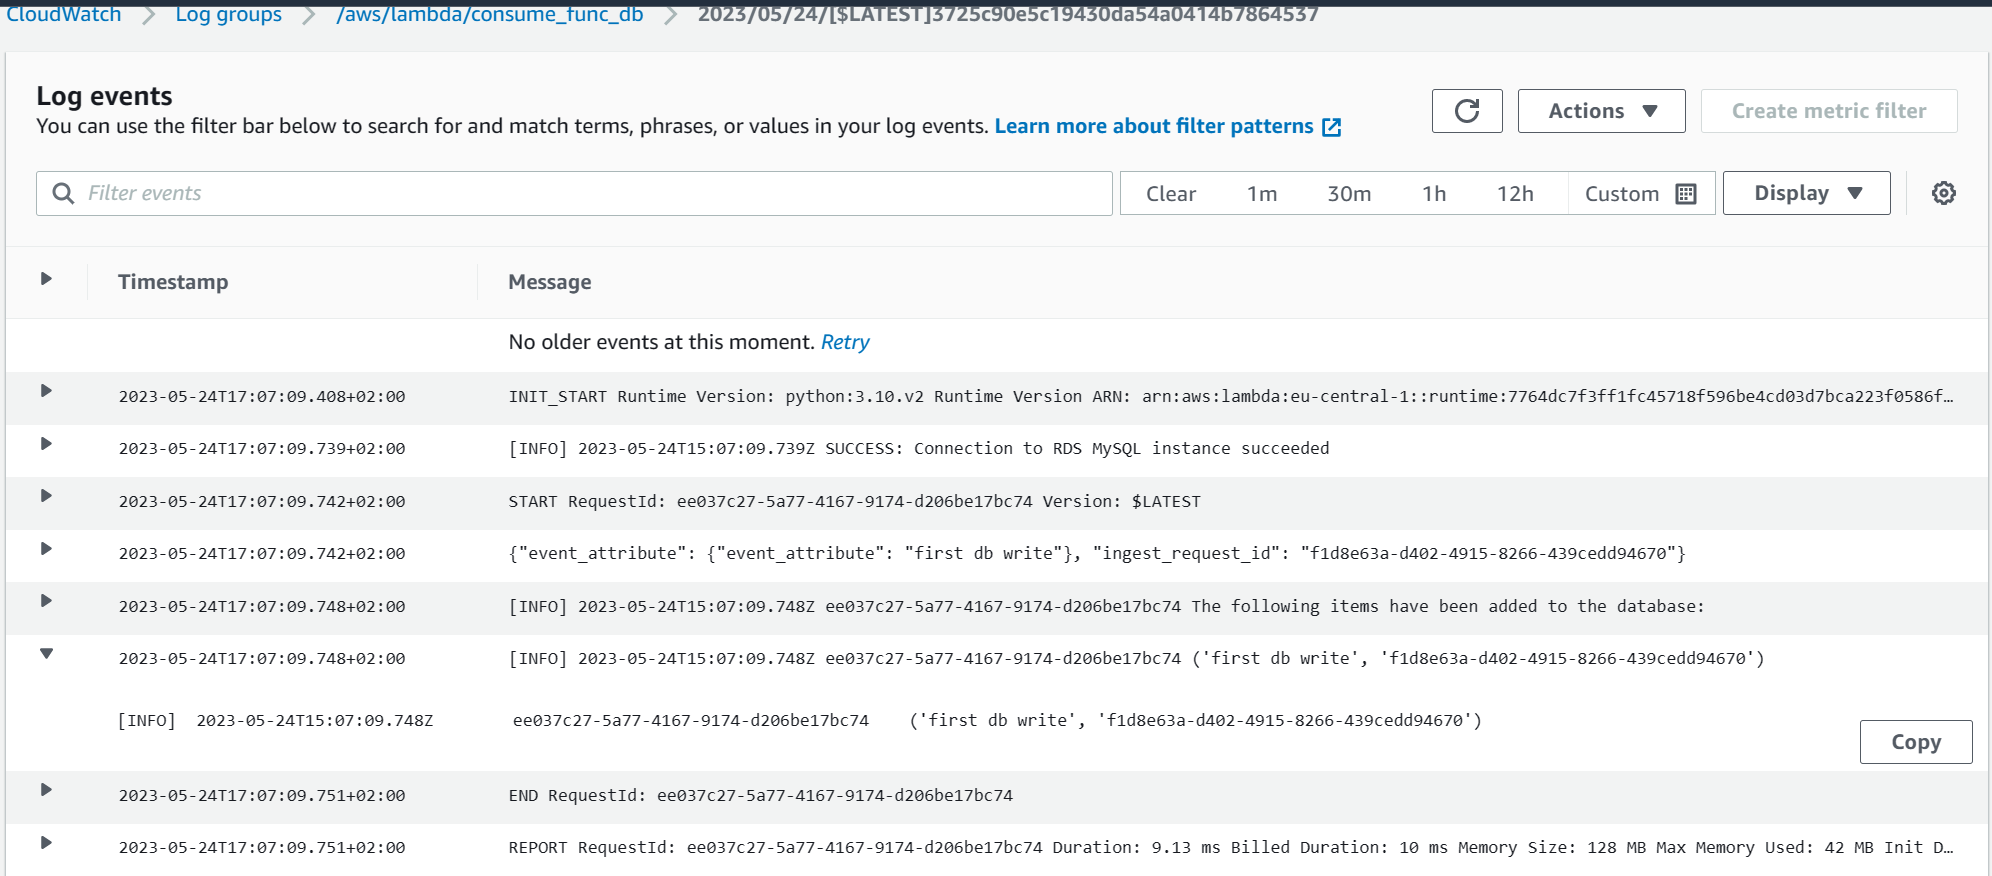 CloudWatch > Log groups > /aws/lambda/consume_func_db > 2023/05/24/[$LATEST]3725c90e5c19430da54a0414b7864537
Log events
You can use the filter bar below to search for and match terms, phrases, or values in your log events. Learn more about filter patterns
Actions
Create metric filter
Filter events
Clear 1m 30m 1h 12h Custom Display
Timestamp Message
No older events at this moment. Retry
2023-05-24T17:07:09.408+02:00 INIT_START Runtime Version: python:3.10.v2 Runtime Version ARN: arn:aws:lambda:eu-central-1::runtime:7764dc7f3ff1fc45718f596be4cd03d7bca223f0586f…
2023-05-24T17:07:09.739+02:00 [INFO] 2023-05-24T15:07:09.739Z SUCCESS: Connection to RDS MySQL instance succeeded
2023-05-24T17:07:09.742+02:00 START RequestId: ee037c27-5a77-4167-9174-d206be17bc74 Version: $LATEST
2023-05-24T17:07:09.742+02:00 {"event_attribute": {"event_attribute": "first db write"}, "ingest_request_id": "f1d8e63a-d402-4915-8266-439cedd94670"}
2023-05-24T17:07:09.748+02:00 [INFO] 2023-05-24T15:07:09.748Z ee037c27-5a77-4167-9174-d206be17bc74 The following items have been added to the database:
2023-05-24T17:07:09.748+02:00 [INFO] 2023-05-24T15:07:09.748Z ee037c27-5a77-4167-9174-d206be17bc74 ('first db write', 'f1d8e63a-d402-4915-8266-439cedd94670')
[INFO] 2023-05-24T15:07:09.748Z ee037c27-5a77-4167-9174-d206be17bc74 ('first db write', 'f1d8e63a-d402-4915-8266-439cedd94670')
Copy
2023-05-24T17:07:09.751+02:00 END RequestId: ee037c27-5a77-4167-9174-d206be17bc74
2023-05-24T17:07:09.751+02:00 REPORT RequestId: ee037c27-5a77-4167-9174-d206be17bc74 Duration: 9.13 ms Billed Duration: 10 ms Memory Size: 128 MB Max Memory Used: 42 MB Init D…